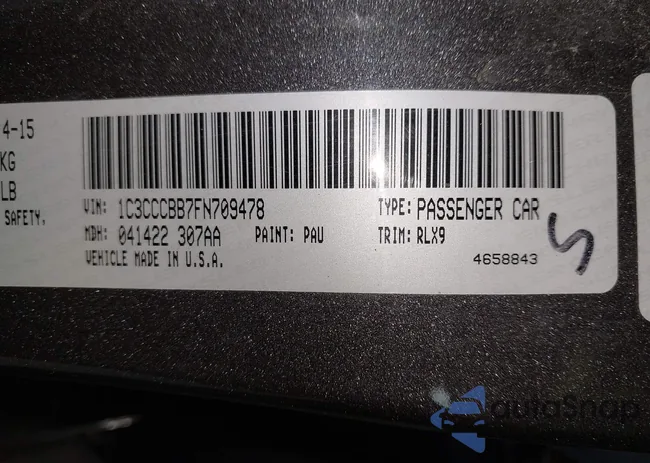 4-15
KG
LB
SAFETY,
VIN: 1C3CCCBB7FN709478 TYPE: PASSENGER CAR
MDH: 041422 307AA PAINT: PAU TRIM: RLX9
VEHICLE MADE IN U.S.A. 4658843
S
autoSnap